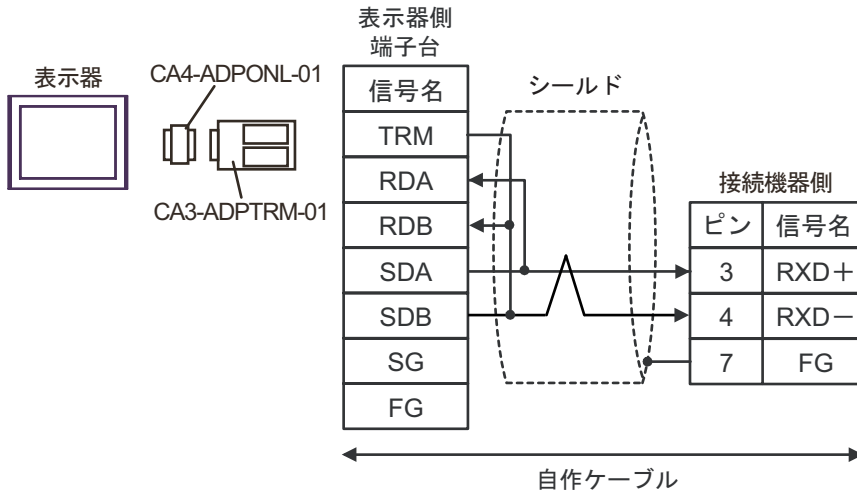 表示器
CA4-ADPONL-01
CA3-ADPTRM-01
表示器側
端子台
信号名
TRM
RDA
RDB
SDA
SDB
SG
FG
シールド
接続機器側
ピン 信号名
3 RXD＋
4 RXD－
7 FG
自作ケーブル